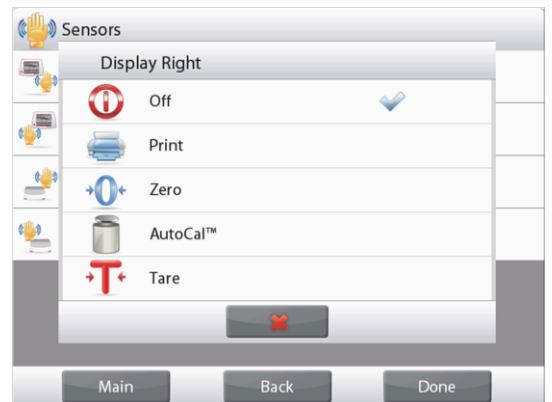 Sensors
Display Right
Off
Print
Zero
AutoCal™
Tare
Main Back Done